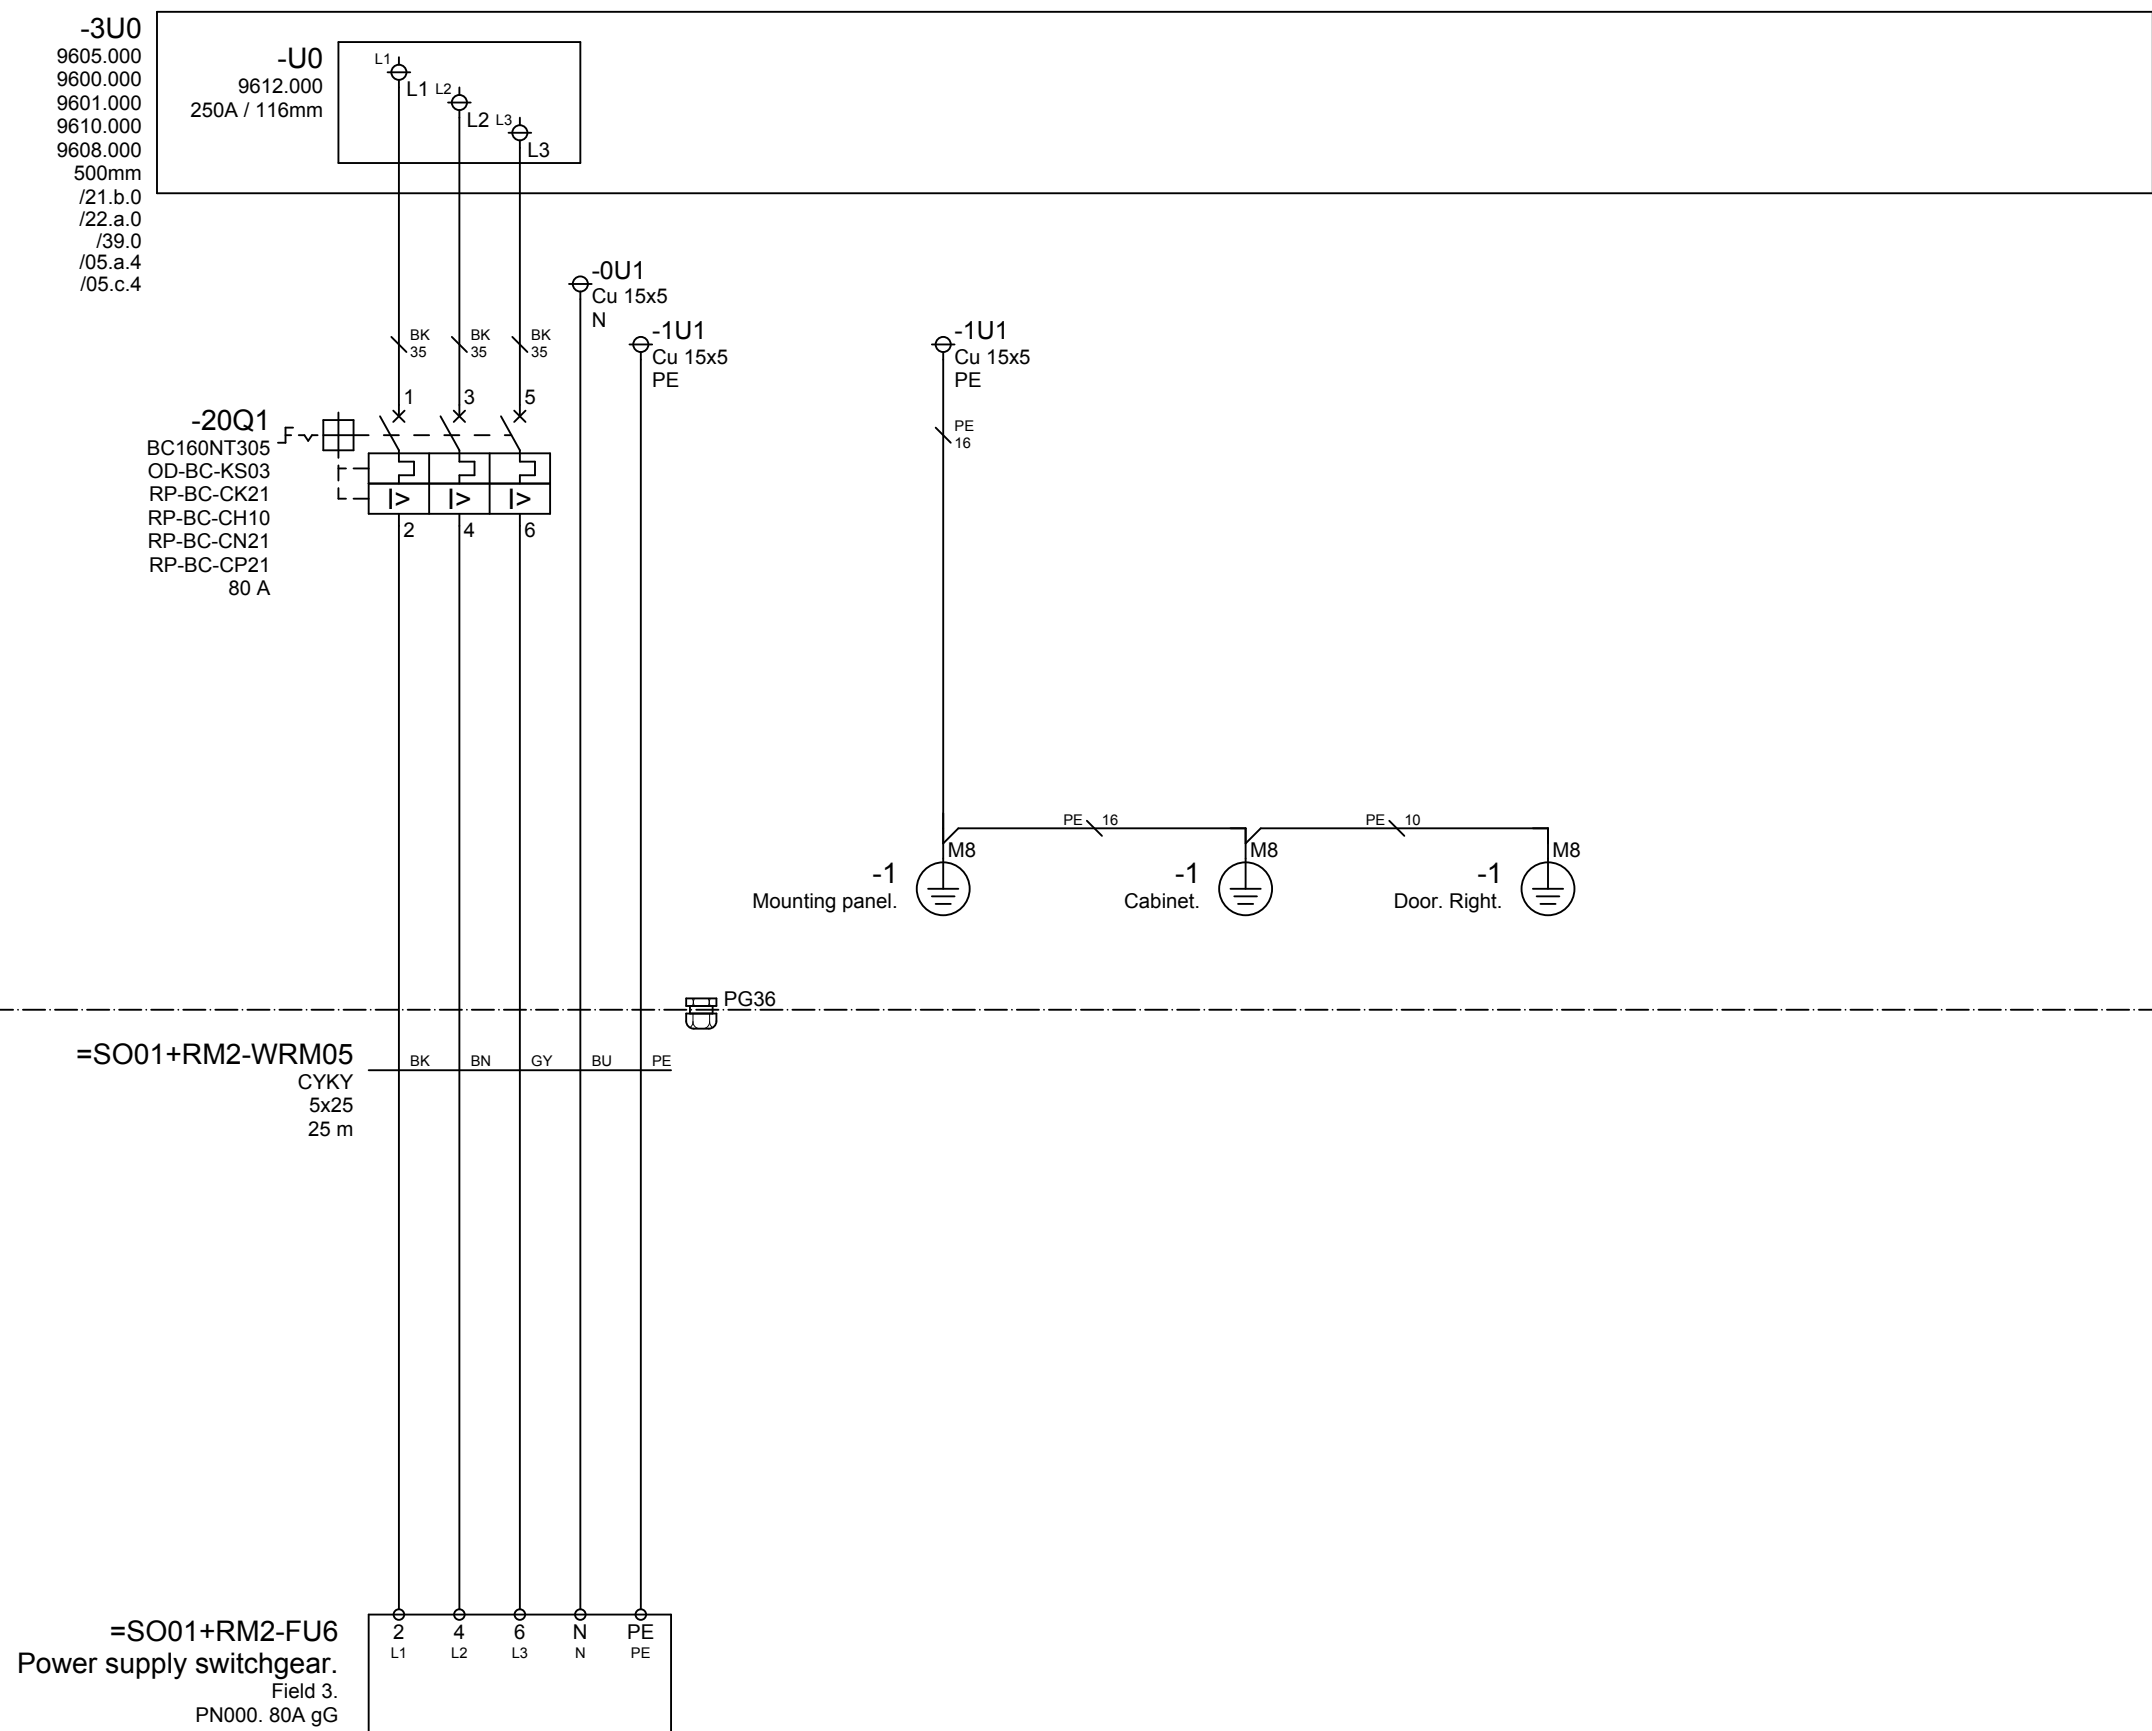 -3U0
9605.000
9600.000
9601.000
9610.000
9608.000
500mm
/21.b.0
/22.a.0
/39.0
/05.a.4
/05.c.4
-U0
9612.000
250A / 116mm
L1
L1
L2
L2
L3
L3
-0U1
Cu 15x5
N
-1U1
Cu 15x5
PE
-1U1
Cu 15x5
PE
BK
35
BK
35
BK
35
PE
16
-20Q1
BC160NT305
OD-BC-KS03
RP-BC-CK21
RP-BC-CH10
RP-BC-CN21
RP-BC-CP21
80 A
1
3
5
I>
I>
I>
2
4
6
PE 16
PE 10
M8
M8
M8
-1
Mounting panel.
-1
Cabinet.
-1
Door. Right.
PG36
=SO01+RM2-WRM05
CYKY
5x25
25 m
BK
BN
GY
BU
PE
=SO01+RM2-FU6
Power supply switchgear.
Field 3.
PN000. 80A gG
2
4
6
N
PE
L1
L2
L3
N
PE